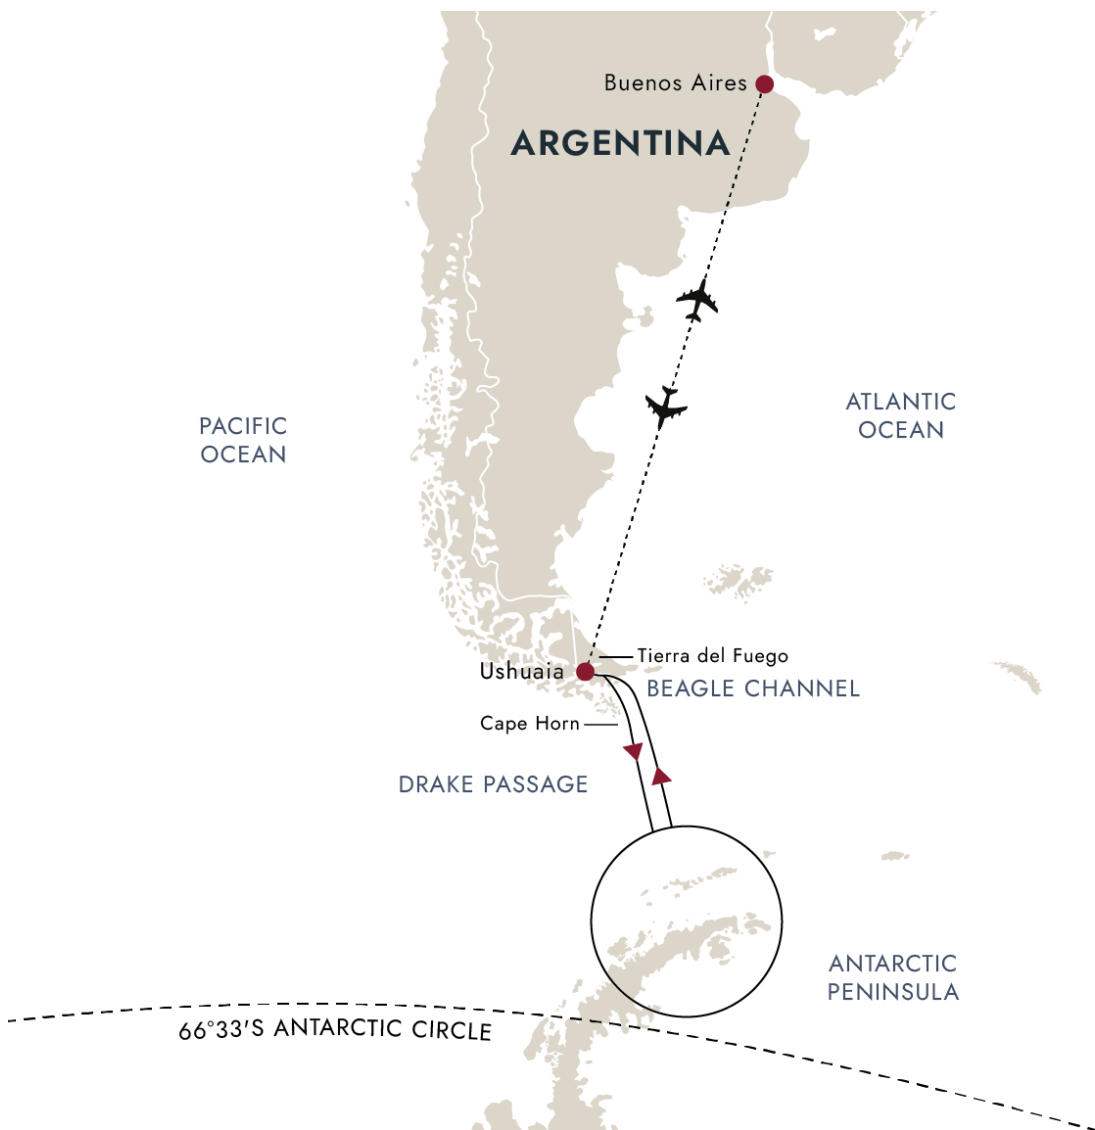 Buenos Aires
ARGENTINA
ATLANTIC
OCEAN
PACIFIC
OCEAN
Tierra del Fuego
Ushuaia
BEAGLE CHANNEL
Cape Horn
DRAKE PASSAGE
ANTARCTIC
PENINSULA
66°33'S ANTARCTIC CIRCLE